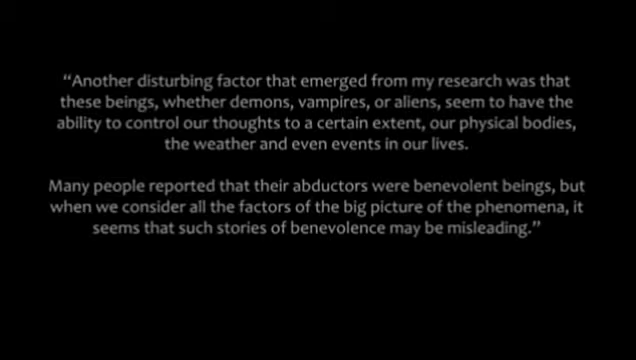 “Another disturbing factor that emerged from my research was that
these beings, whether demons, vampires, or aliens, seem to have the
ability to control our thoughts to a certain extent, our physical bodies,
the weather and even events in our lives.
Many people reported that their abductors were benevolent beings, but
when we consider all the factors of the big picture of the phenomena, it
seems that such stories of benevolence may be misleading.”